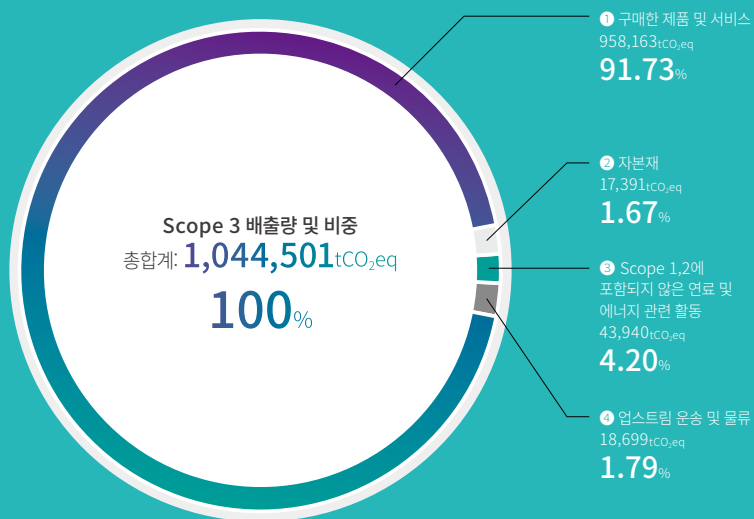 Scope 3 배출량 및 비중
총합계: 1,044,501tCO₂eq
100%
❶ 구매한 제품 및 서비스
958,163tCO₂eq
91.73%
❷ 자본재
17,391tCO₂eq
1.67%
❸ Scope 1,2에
포함되지 않은 연료 및
에너지 관련 활동
43,940tCO₂eq
4.20%
❹ 업스트림 운송 및 물류
18,699tCO₂eq
1.79%